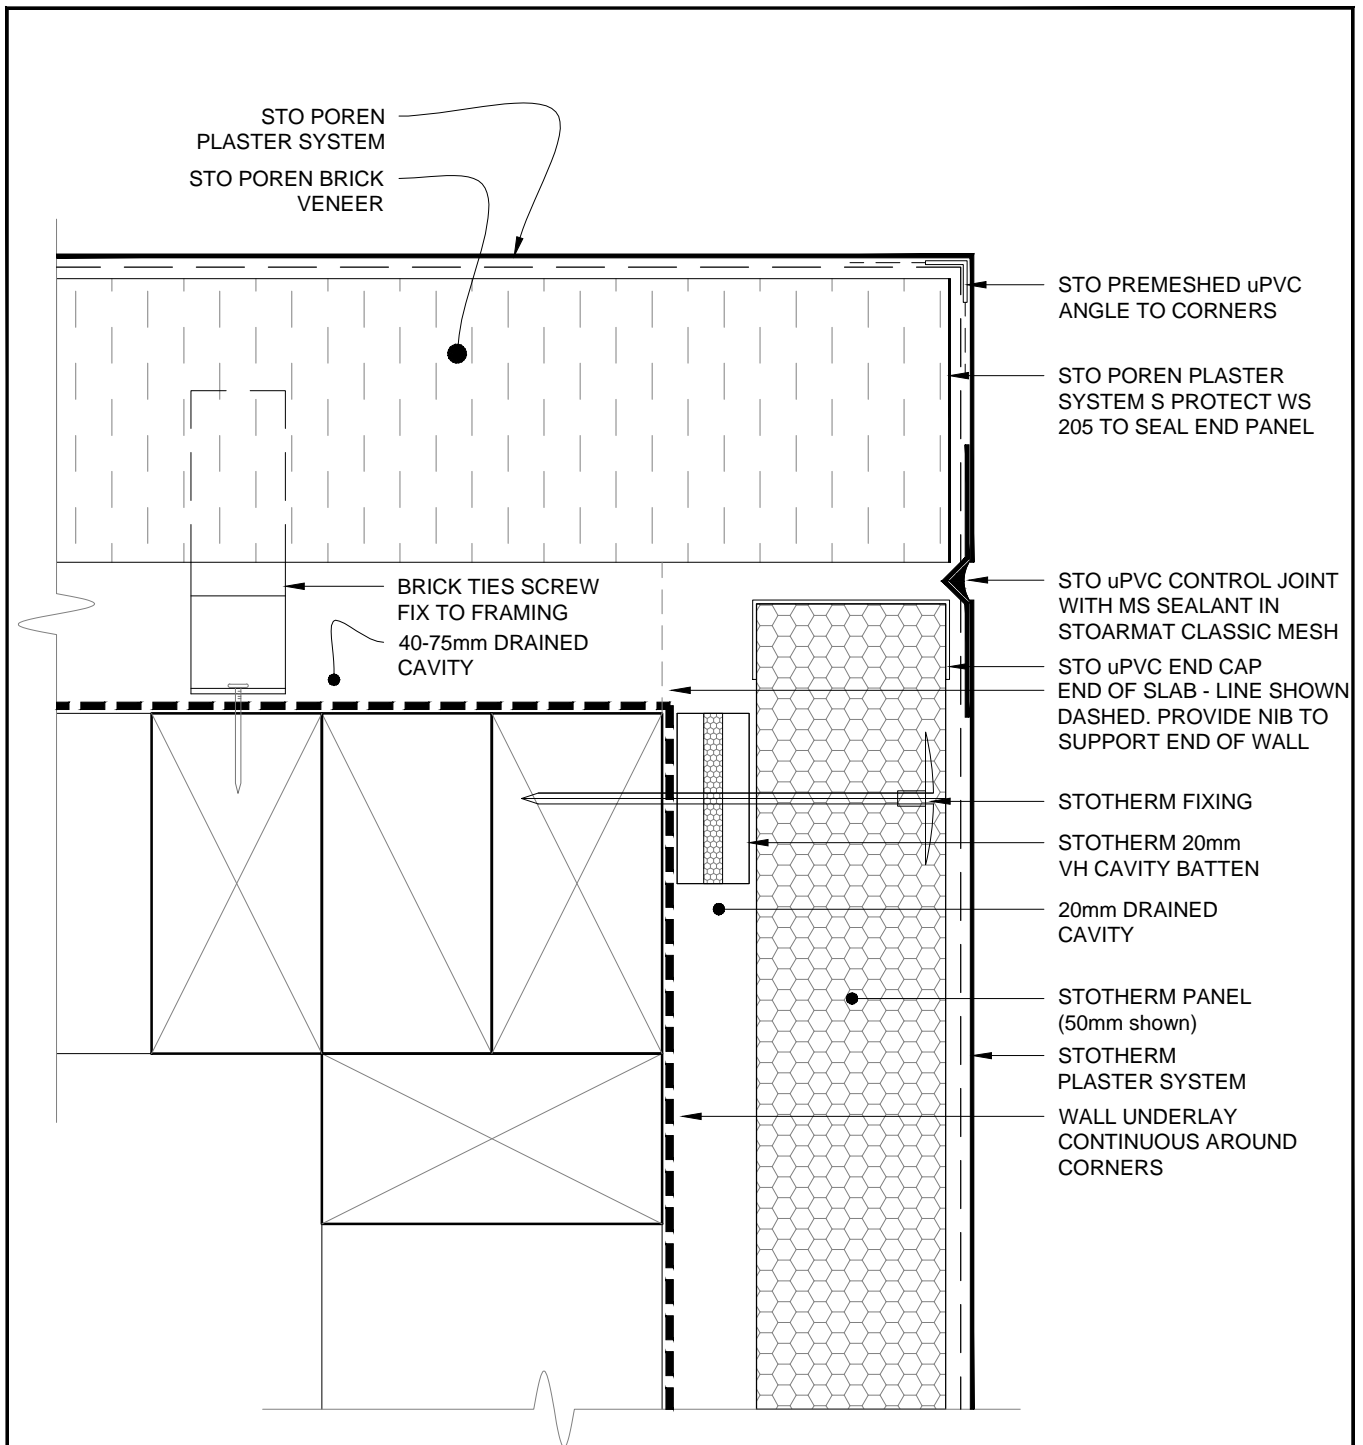 STO POREN
PLASTER SYSTEM
STO POREN BRICK
VENEER
STO PREMESHED uPVC
ANGLE TO CORNERS
STO POREN PLASTER
SYSTEM S PROTECT WS
205 TO SEAL END PANEL
BRICK TIES SCREW
FIX TO FRAMING
40-75mm DRAINED
CAVITY
STO uPVC CONTROL JOINT
WITH MS SEALANT IN
STOARMAT CLASSIC MESH
STO uPVC END CAP
END OF SLAB - LINE SHOWN
DASHED. PROVIDE NIB TO
SUPPORT END OF WALL
STOTHERM FIXING
STOTHERM 20mm
VH CAVITY BATTEN
20mm DRAINED
CAVITY
STOTHERM PANEL
(50mm shown)
STOTHERM
PLASTER SYSTEM
WALL UNDERLAY
CONTINUOUS AROUND
CORNERS